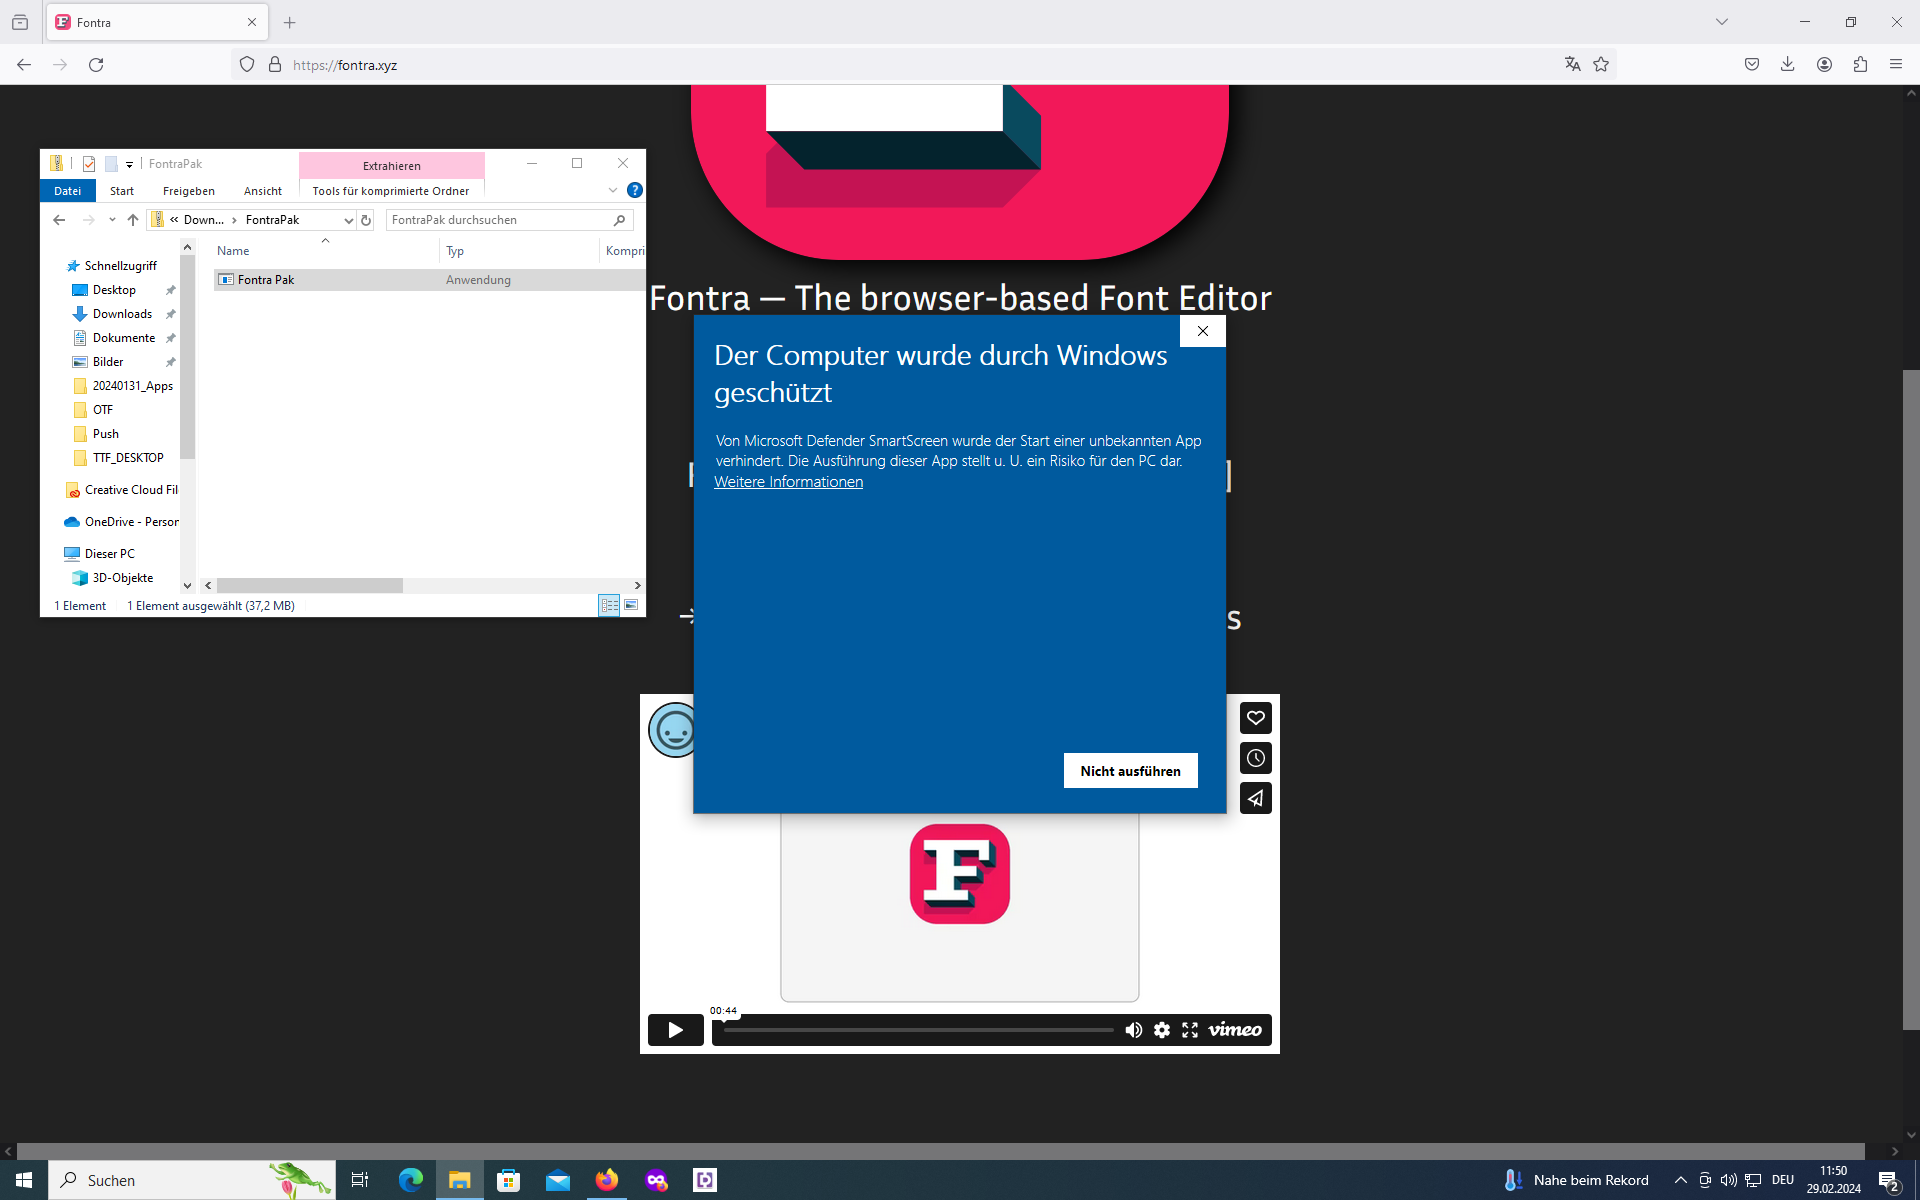 Fontra
https://fontra.xyz
FontraPak
Extrahieren
Datei
Start
Freigeben
Ansicht
Tools für komprimierte Ordner
« Down... › FontraPak
FontraPak durchsuchen
Name
Typ
Kompri
Schnellzugriff
Desktop
Downloads
Dokumente
Bilder
20240131_Apps
OTF
Push
TTF_DESKTOP
Creative Cloud Fil
OneDrive - Person
Dieser PC
3D-Objekte
Fontra Pak
Anwendung
1 Element
1 Element ausgewählt (37,2 MB)
Fontra — The browser-based Font Editor
Der Computer wurde durch Windows
geschützt
Von Microsoft Defender SmartScreen wurde der Start einer unbekannten App
verhindert. Die Ausführung dieser App stellt u. U. ein Risiko für den PC dar.
Weitere Informationen
]
→
s
Nicht ausführen
F
00:44
vimeo
Suchen
Nahe beim Rekord
DEU
11:50
29.02.2024
2